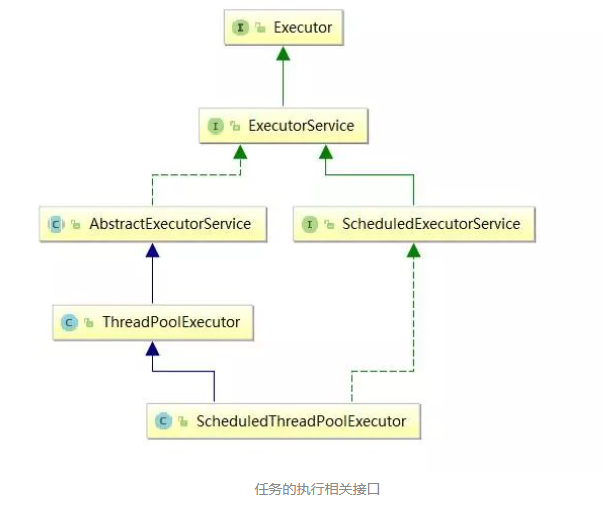 I Executor
I ExecutorService
C AbstractExecutorService
I ScheduledExecutorService
C ThreadPoolExecutor
C ScheduledThreadPoolExecutor
任务的执行相关接口